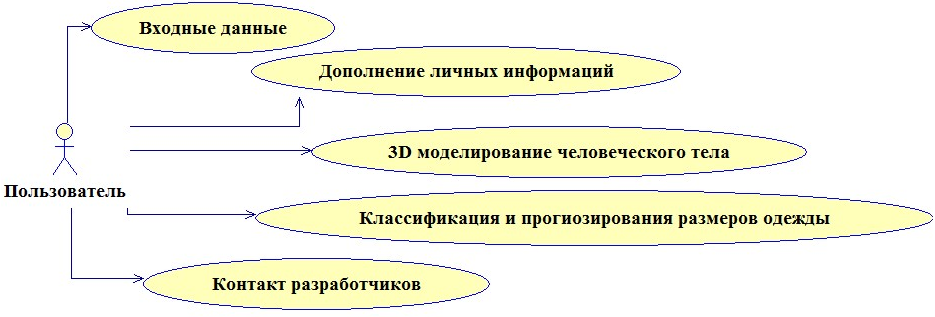 Входные данные
Дополнение личных информаций
3D моделирование человеческого тела
Пользователь
Классификация и прогиозирования размеров одежды
Контакт разработчиков